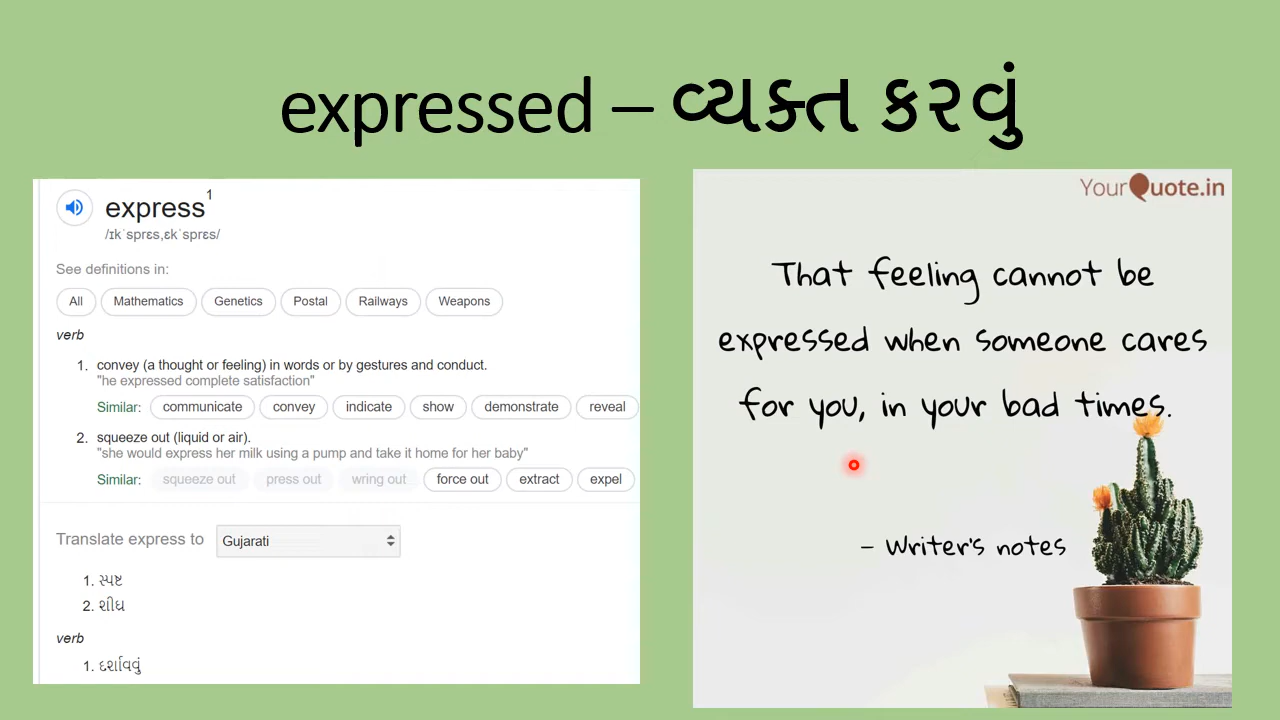 expressed – વ્યક્ત કરવું
express1
/ɪkˈsprɛs,ɛkˈsprɛs/
See definitions in:
All Mathematics Genetics Postal Railways Weapons
verb
1. convey (a thought or feeling) in words or by gestures and conduct.
"he expressed complete satisfaction"
Similar: communicate convey indicate show demonstrate reveal
2. squeeze out (liquid or air).
"she would express her milk using a pump and take it home for her baby"
Similar: squeeze out press out wring out force out extract expel
Translate express to Gujarati
1. સ્પષ્ટ
2. શીઘ્ર
verb
1. દર્શાવવું
YourQuote.in
That feeling cannot be
expressed when someone cares
for you, in your bad times.
- Writer's notes